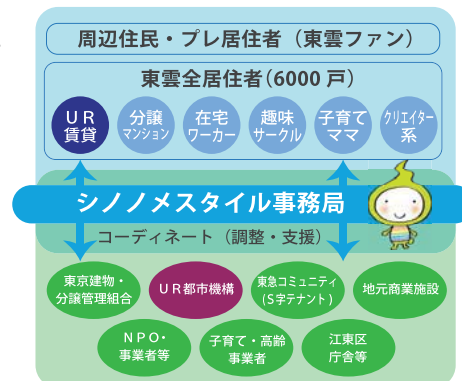 周辺住民・プレ居住者（東雲ファン）
東雲全居住者（6000 戸）
ＵＲ
賃貸
分譲
マンション
在宅
ワーカー
趣味
サークル
子育て
ママ
クリエイター
系
シノノメスタイル事務局
コーディネート（調整・支援）
東京建物・
分譲管理組合
ＵＲ都市機構
東急コミュニティ
（S字テナント）
地元商業施設
ＮＰＯ・
事業者等
子育て・高齢
事業者
江東区
庁舎等